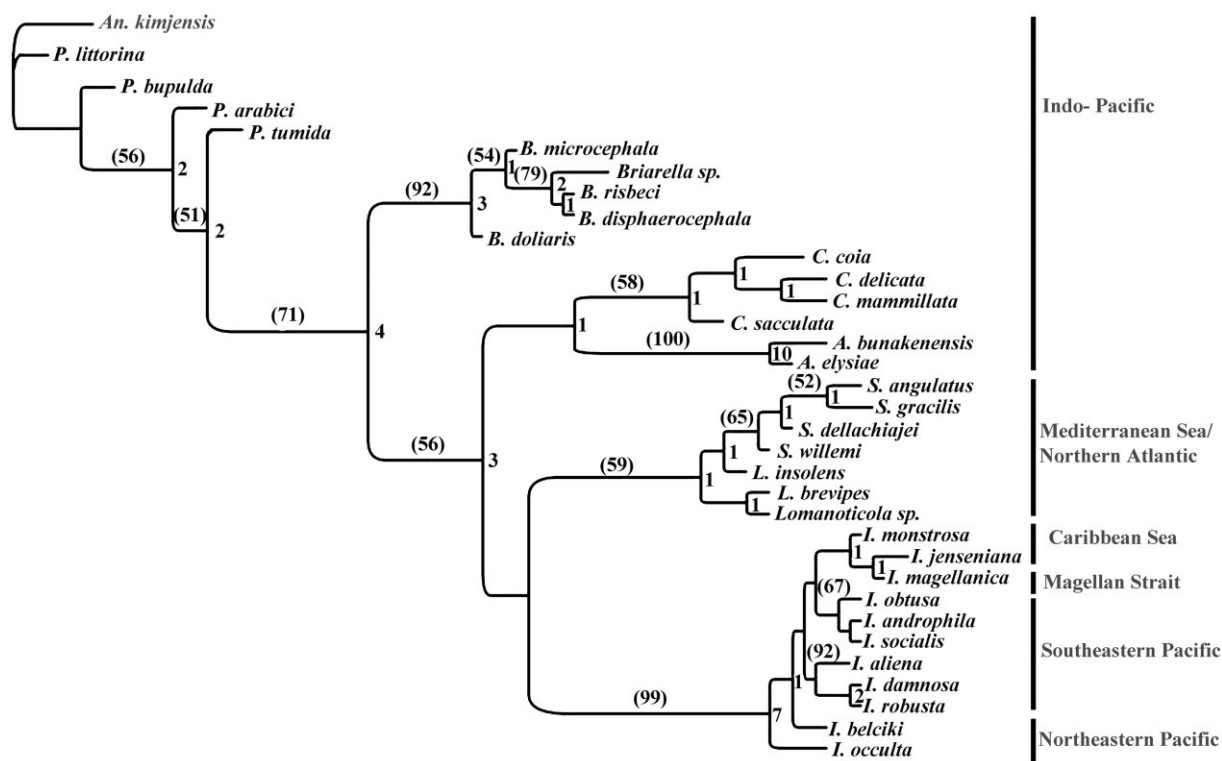 An. kimjensis
P. littorina
P. bupulda
P. arabici
P. tumida
(56)
2
(51)
2
(71)
4
(92)
3
(54)
1
(79)
2
1
B. microcephala
Briarella sp.
B. risbeci
B. disphaerocephala
B. doliaris
(56)
3
1
(58)
1
1
1
C. coia
C. delicata
C. mammillata
C. sacculata
(100)
10
A. bunakenensis
A. elysiae
(59)
1
1
(65)
1
(52)
1
1
S. angulatus
S. gracilis
S. dellachiajei
S. willemi
L. insolens
L. brevipes
Lomanoticola sp.
(99)
7
1
1
1
(67)
(92)
2
I. monstrosa
I. jenseniana
I. magellanica
I. obtusa
I. androphila
I. socialis
I. aliena
I. damnosa
I. robusta
I. belciki
I. occulta
Indo- Pacific
Mediterranean Sea/
Northern Atlantic
Caribbean Sea
Magellan Strait
Southeastern Pacific
Northeastern Pacific